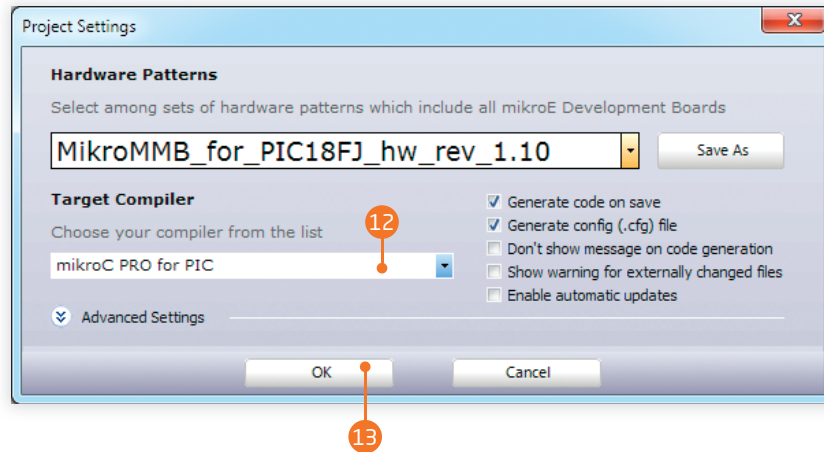 Project Settings
Hardware Patterns
Select among sets of hardware patterns which include all mikroE Development Boards
MikroMMB_for_PIC18FJ_hw_rev_1.10
Save As
Target Compiler
Choose your compiler from the list
12
mikroC PRO for PIC
Generate code on save
Generate config (.cfg) file
Don't show message on code generation
Show warning for externally changed files
Enable automatic updates
Advanced Settings
OK
Cancel
13